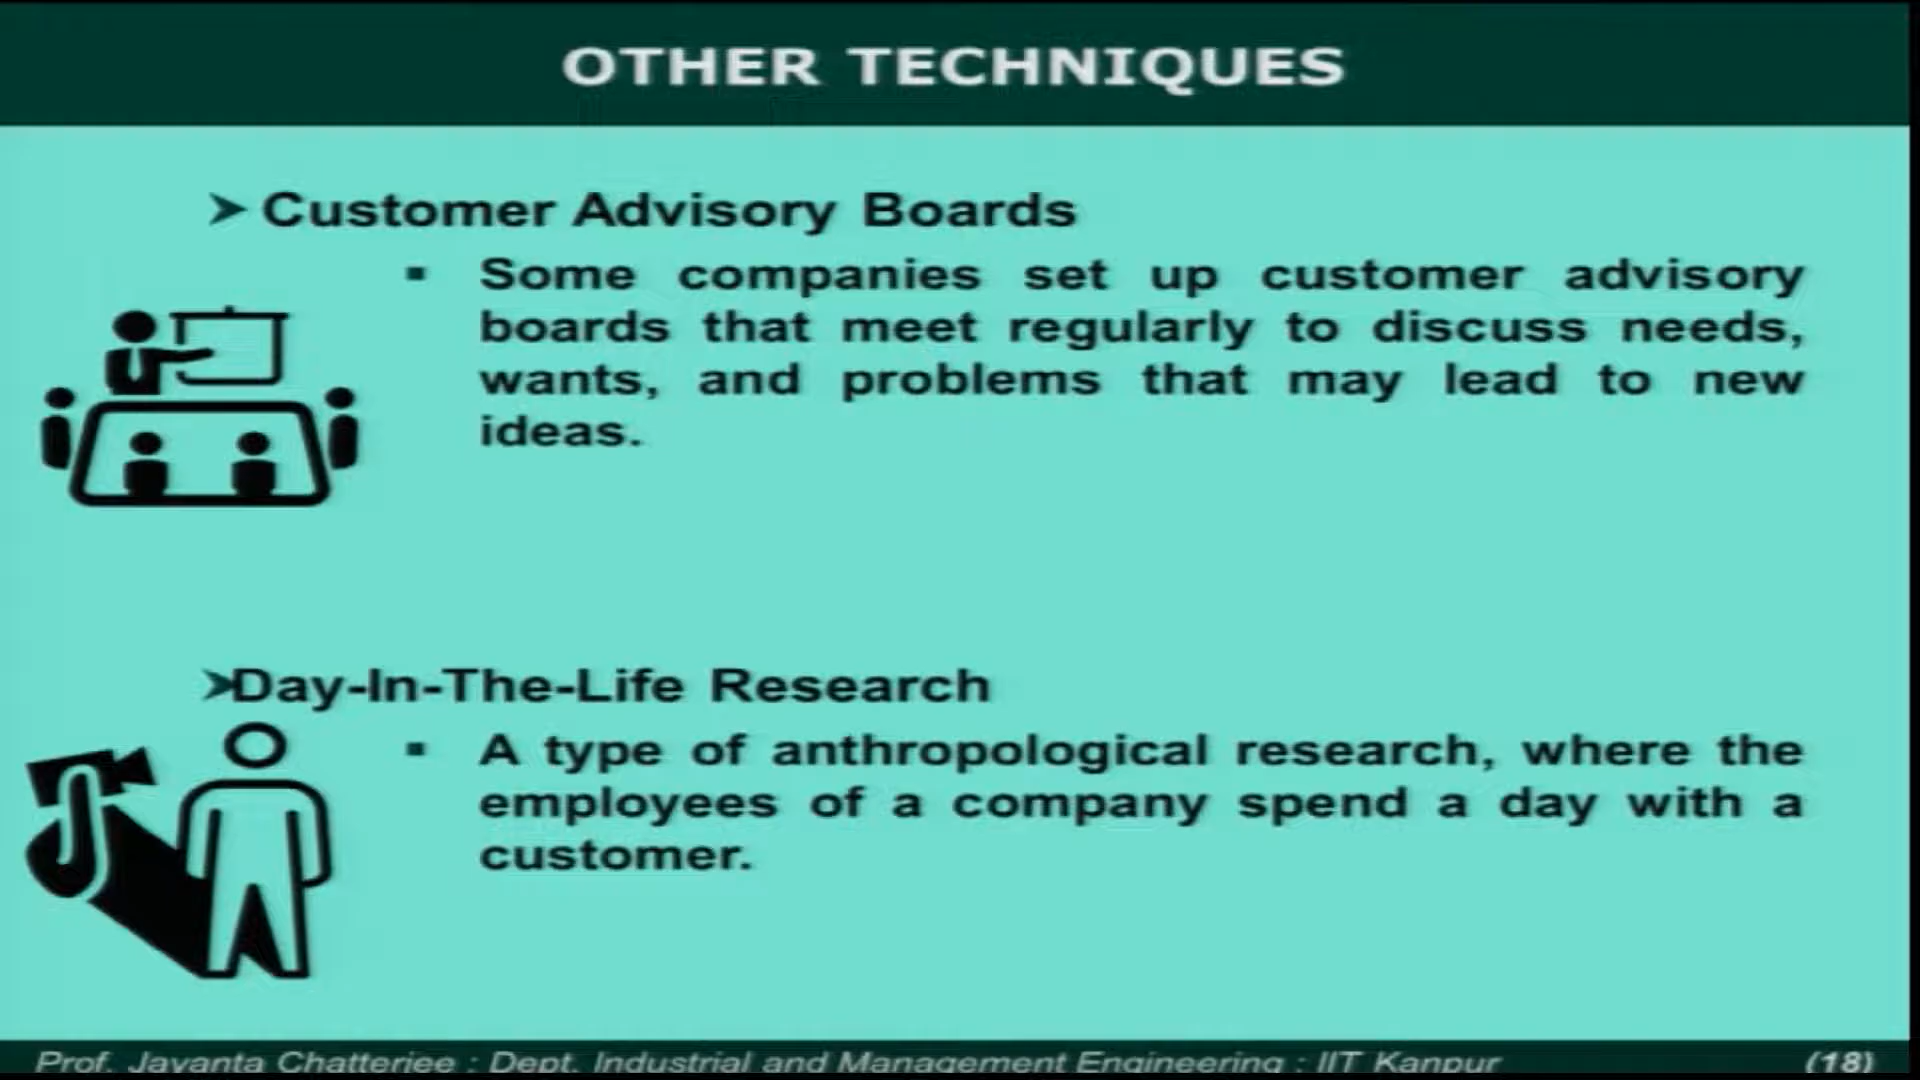 OTHER TECHNIQUES
➤ Customer Advisory Boards
▪ Some companies set up customer advisory
boards that meet regularly to discuss needs,
wants, and problems that may lead to new
ideas.
➤Day-In-The-Life Research
▪ A type of anthropological research, where the
employees of a company spend a day with a
customer.
Prof. Jayanta Chatterjee : Dept. Industrial and Management Engineering : IIT Kanpur (18)